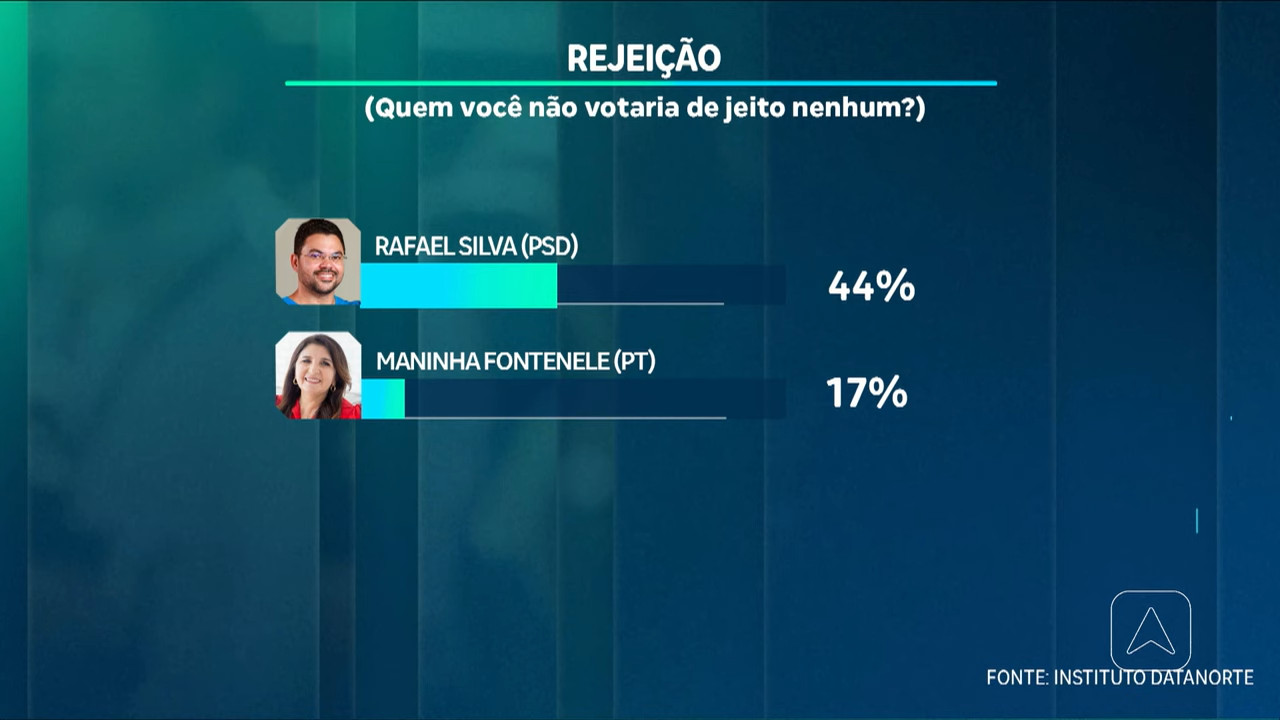 REJEIÇÃO
(Quem você não votaria de jeito nenhum?)
RAFAEL SILVA (PSD)
44%
MANINHA FONTENELE (PT)
17%
FONTE: INSTITUTO DATANORTE